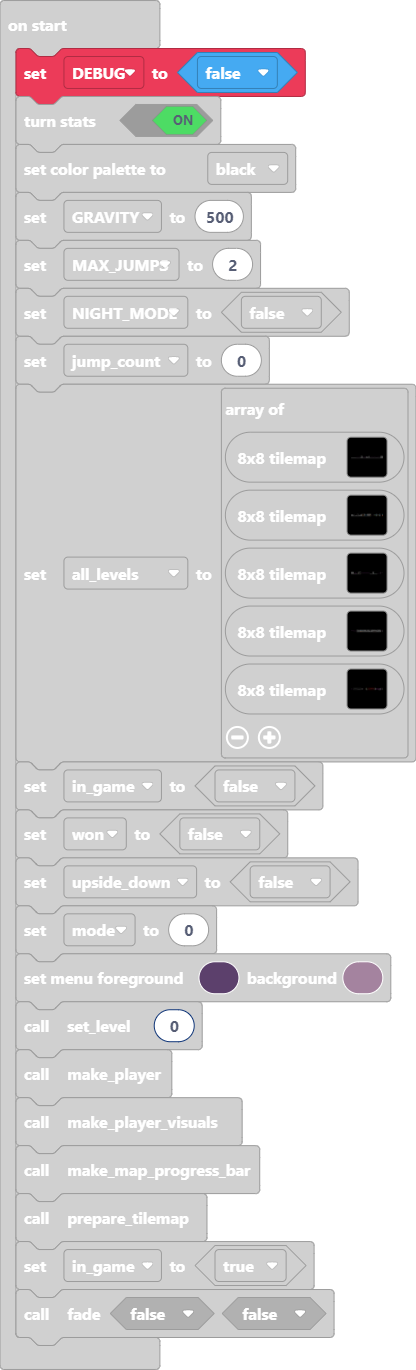 on start
set DEBUG to false
turn stats ON
set color palette to black
set GRAVITY to 500
set MAX_JUMPS to 2
set NIGHT_MODE to false
set jump_count to 0
array of
8x8 tilemap
8x8 tilemap
set all_levels to 8x8 tilemap
8x8 tilemap
8x8 tilemap
set in_game to false
set won to false
set upside_down to false
set mode to 0
set menu foreground background
call set_level 0
call make_player
call make_player_visuals
call make_map_progress_bar
call prepare_tilemap
set in_game to true
call fade false false